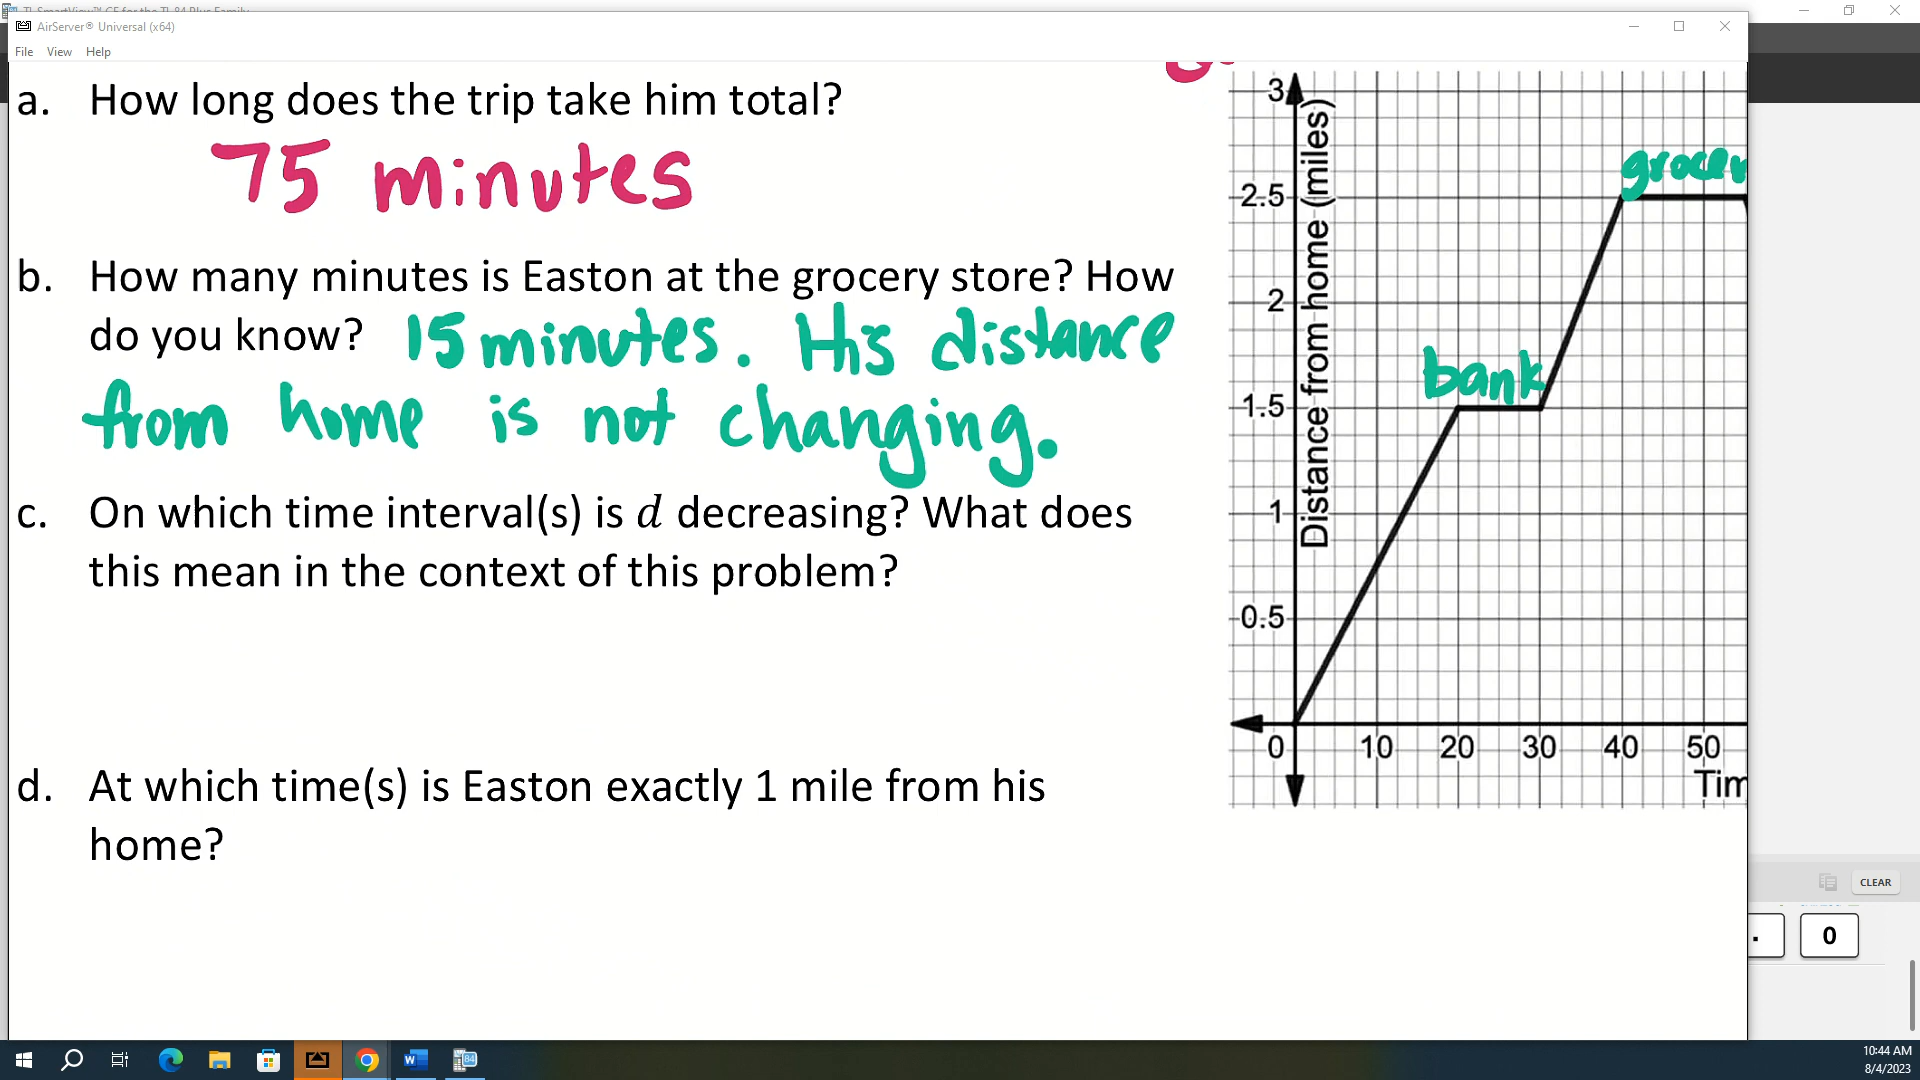 AirServer® Universal (x64)
File View Help
a. How long does the trip take him total?
75 minutes
b. How many minutes is Easton at the grocery store? How
do you know? 15 minutes. His distance
from home is not changing.
c. On which time interval(s) is d decreasing? What does
this mean in the context of this problem?
d. At which time(s) is Easton exactly 1 mile from his
home?
3
2.5
2
1.5
1
0.5
Distance from home (miles)
grocer
bank
0 10 20 30 40 50
Tim
CLEAR
. 0
W 84
10:44 AM
8/4/2023